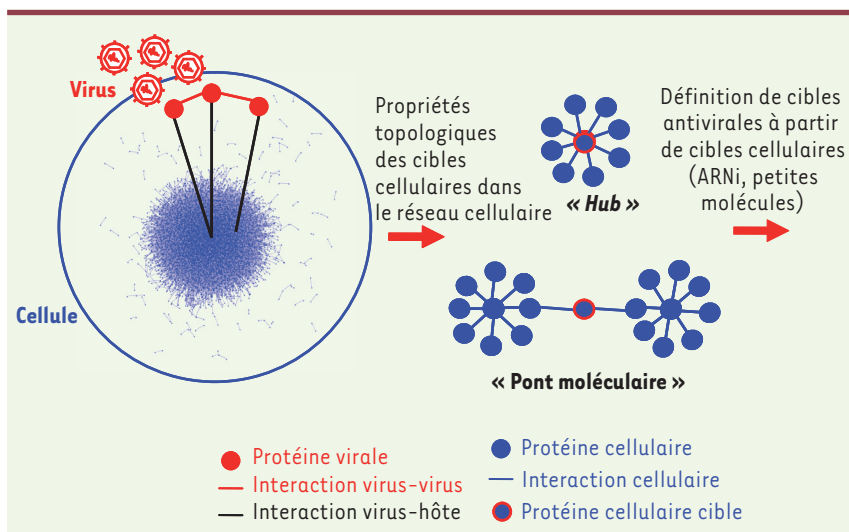 Virus
Cellule
Propriétés
topologiques
des cibles
cellulaires dans
le réseau cellulaire
« Hub »
« Pont moléculaire »
Définition de cibles
antivirales à partir
de cibles cellulaires
(ARNi, petites
molécules)
Protéine virale
Interaction virus-virus
Interaction virus-hôte
Protéine cellulaire
Interaction cellulaire
Protéine cellulaire cible